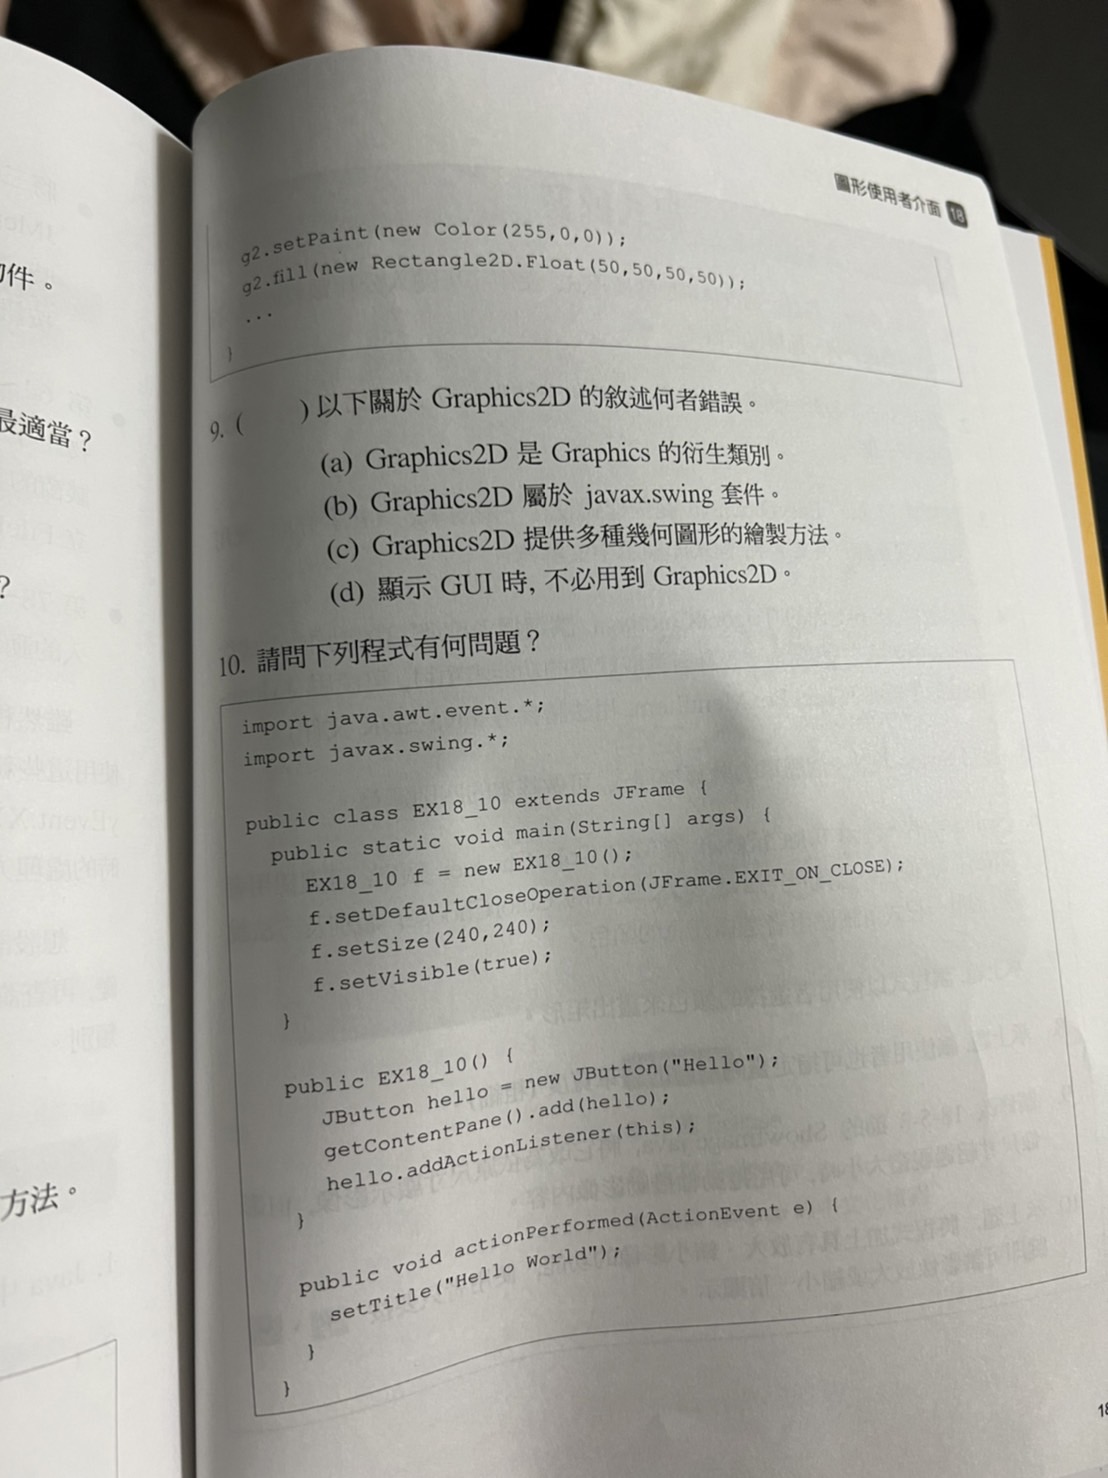 勿件。
最適當？
？
方法。
圖形使用者介面 18
g2.setPaint(new Color(255,0,0));
g2.fill(new Rectangle2D.Float(50,50,50,50));
...
}
9. ( ) 以下關於 Graphics2D 的敘述何者錯誤。
(a) Graphics2D 是 Graphics 的衍生類別。
(b) Graphics2D 屬於 javax.swing 套件。
(c) Graphics2D 提供多種幾何圖形的繪製方法。
(d) 顯示 GUI 時, 不必用到 Graphics2D。
10. 請問下列程式有何問題？
import java.awt.event.*;
import javax.swing.*;
public class EX18_10 extends JFrame {
public static void main(String[] args) {
EX18_10 f = new EX18_10();
f.setDefaultCloseOperation(JFrame.EXIT_ON_CLOSE);
f.setSize(240,240);
f.setVisible(true);
}
public EX18_10() {
JButton hello = new JButton("Hello");
getContentPane().add(hello);
hello.addActionListener(this);
}
public void actionPerformed(ActionEvent e) {
setTitle("Hello World");
}
}